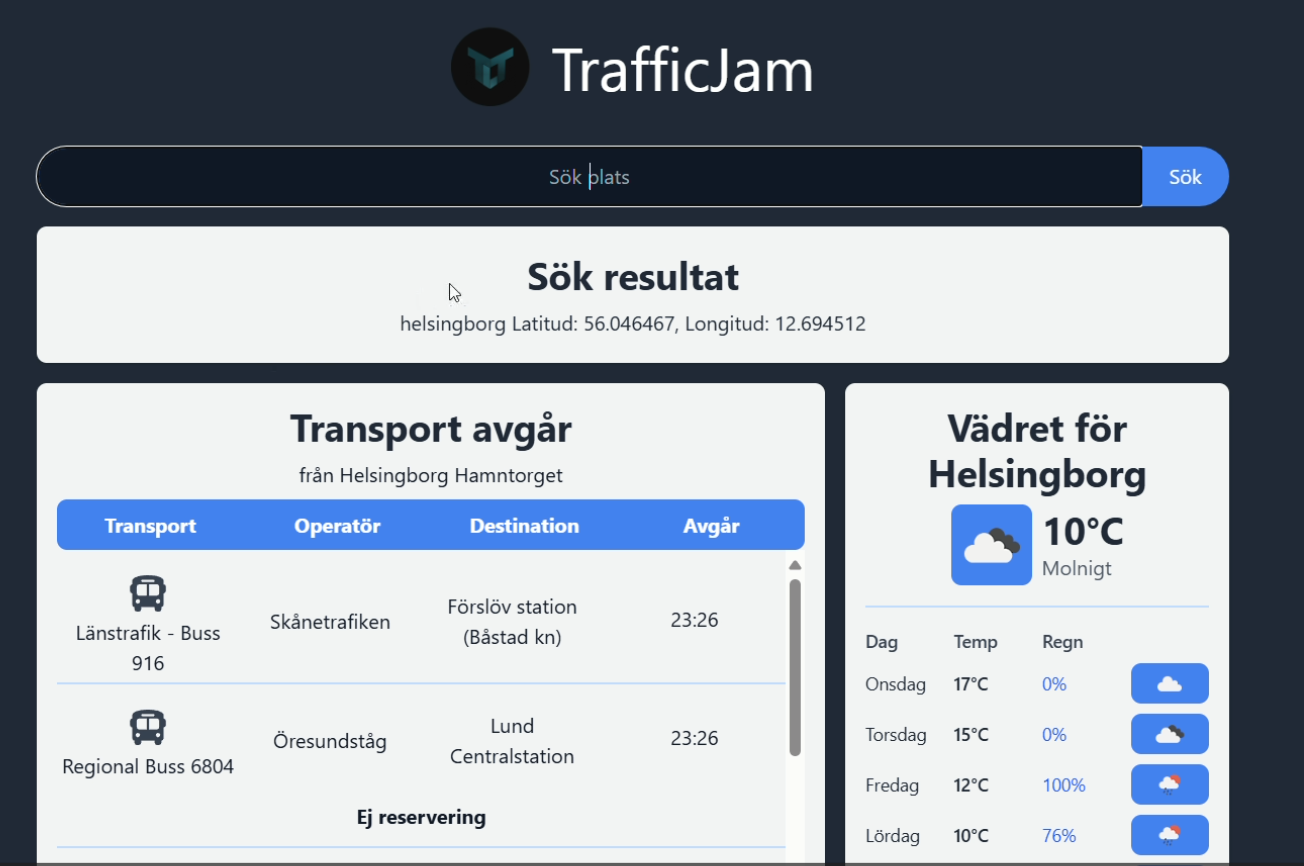 TrafficJam
Sök plats
Sök
Sök resultat
helsingborg Latitud: 56.046467, Longitud: 12.694512
Transport avgår
från Helsingborg Hamntorget
Transport Operatör Destination Avgår
Länstrafik - Buss
916
Skånetrafiken
Förslöv station
(Båstad kn)
23:26
Regional Buss 6804
Öresundståg
Lund
Centralstation
23:26
Ej reservering
Vädret för
Helsingborg
10°C
Molnigt
Dag Temp Regn
Onsdag 17°C 0%
Torsdag 15°C 0%
Fredag 12°C 100%
Lördag 10°C 76%